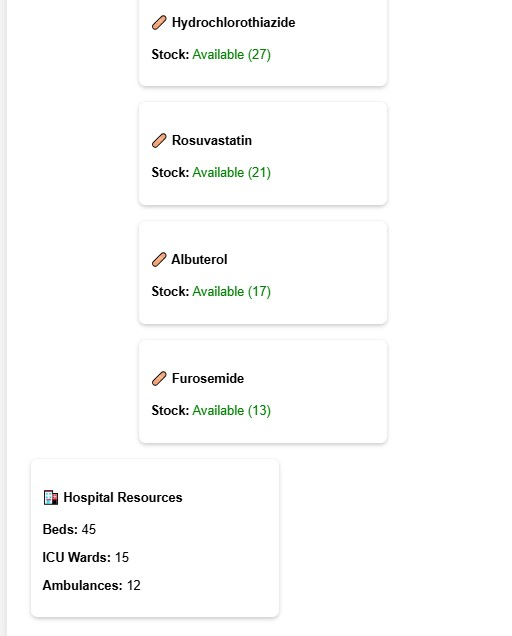 Hydrochlorothiazide
Stock: Available (27)
Rosuvastatin
Stock: Available (21)
Albuterol
Stock: Available (17)
Furosemide
Stock: Available (13)
Hospital Resources
Beds: 45
ICU Wards: 15
Ambulances: 12